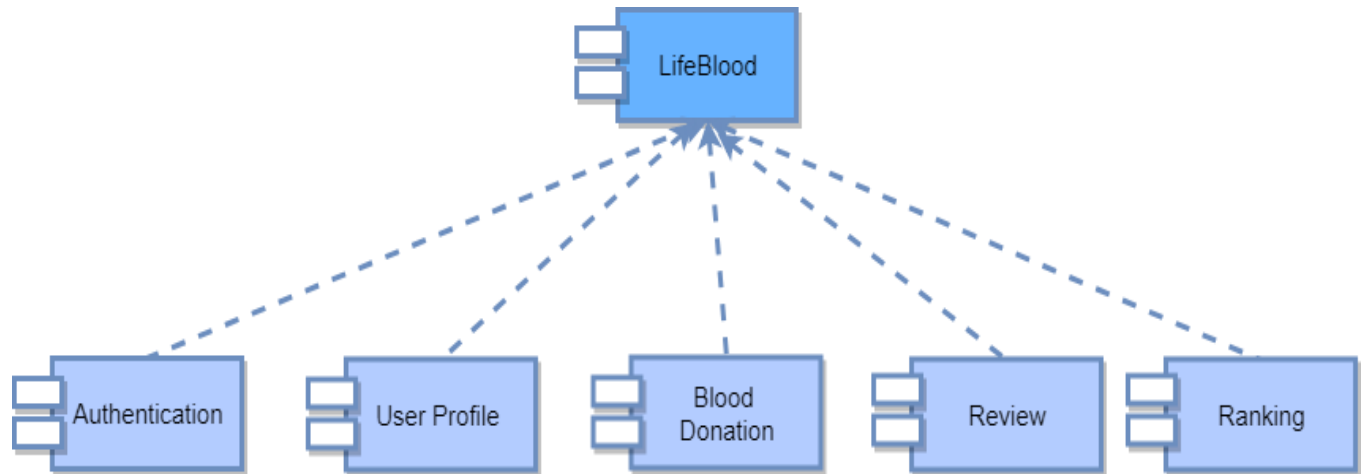 LifeBlood
Authentication
User Profile
Blood
Donation
Review
Ranking